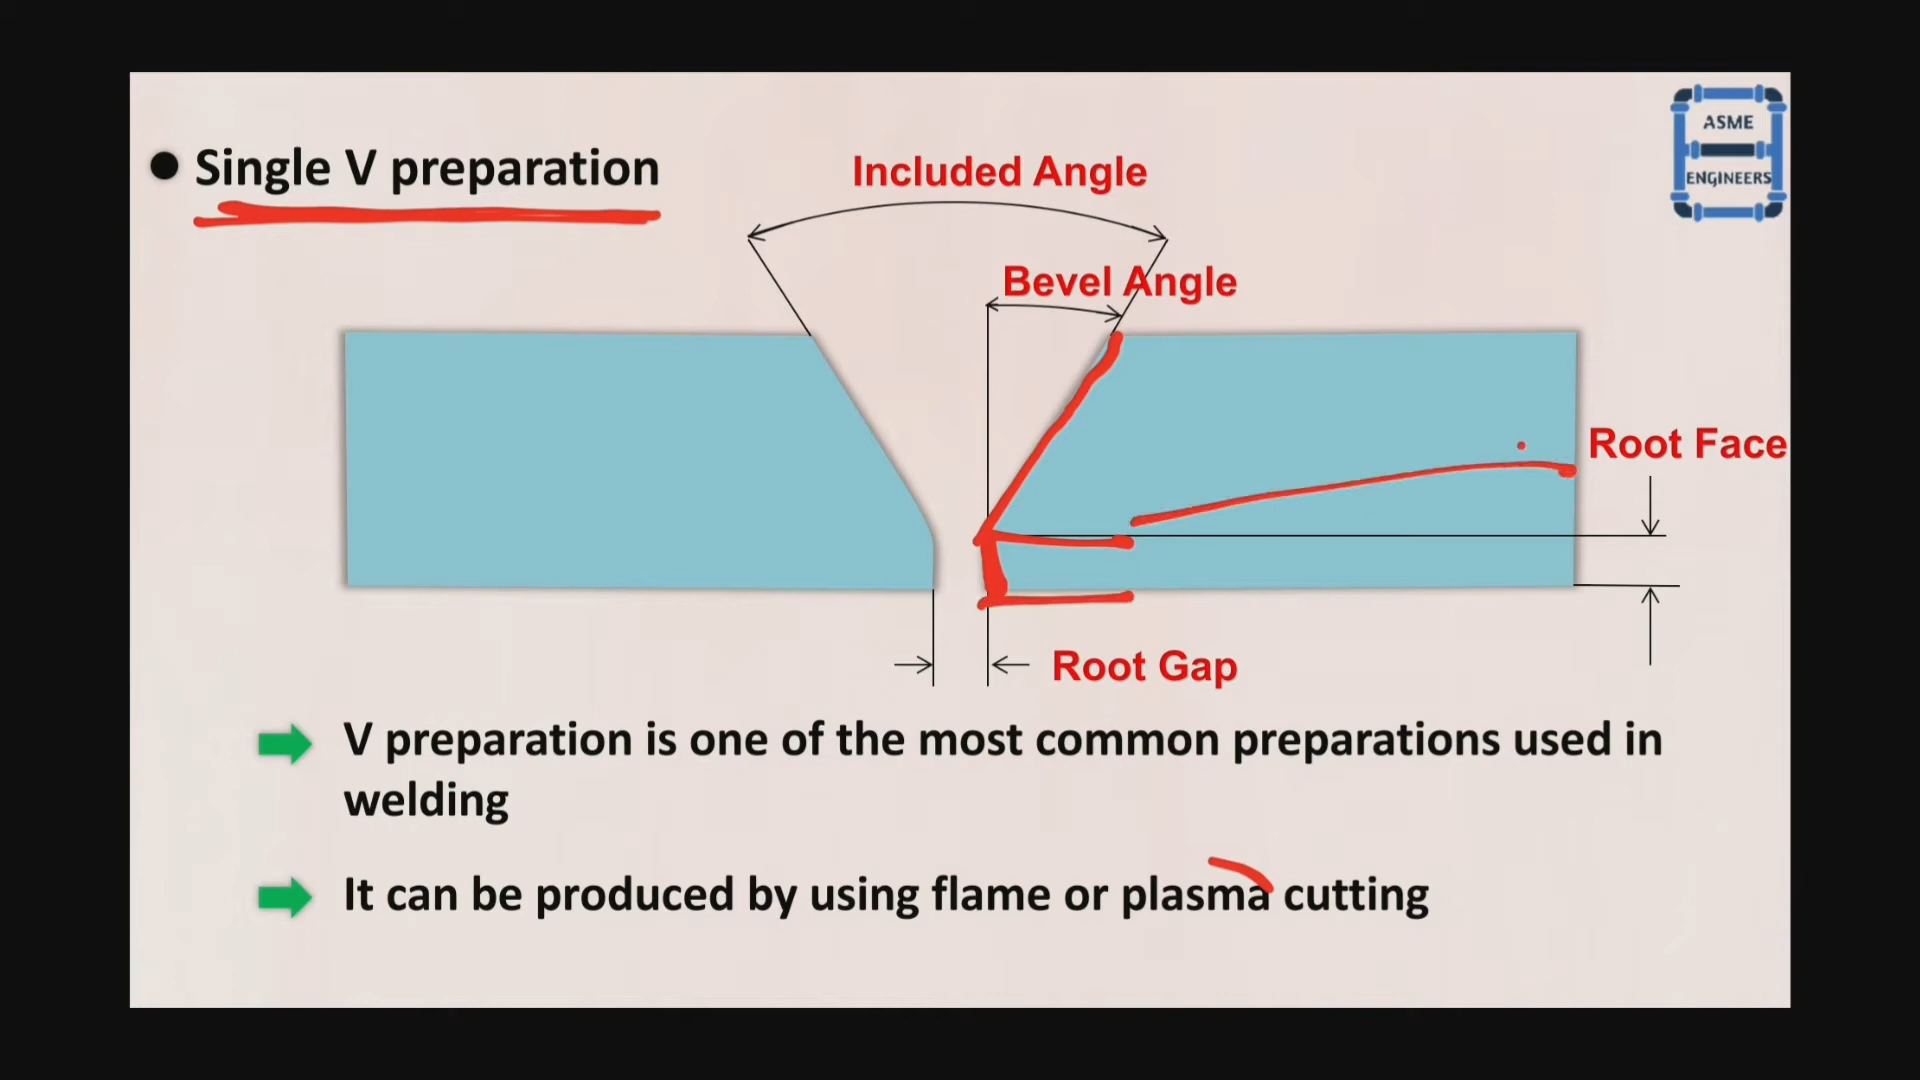 ASME
ENGINEERS
● Single V preparation
Included Angle
Bevel Angle
Root Face
Root Gap
V preparation is one of the most common preparations used in
welding
It can be produced by using flame or plasma cutting